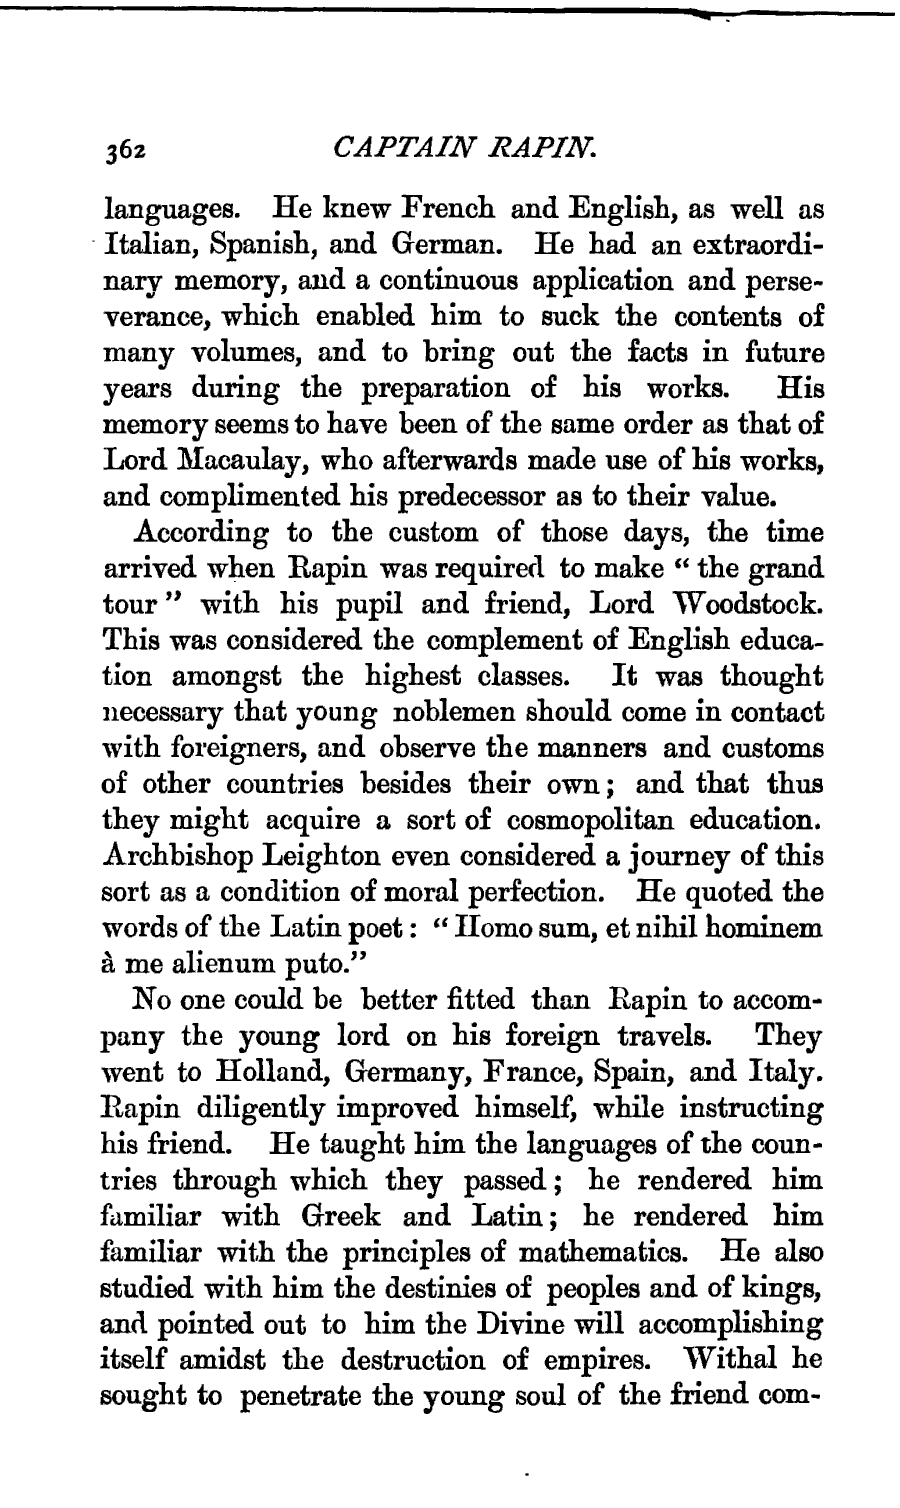 362 CAPTAIN RAPIN.
languages. He knew French and English, as well as
Italian, Spanish, and German. He had an extraordi-
nary memory, and a continuous application and perse-
verance, which enabled him to suck the contents of
many volumes, and to bring out the facts in future
years during the preparation of his works. His
memory seems to have been of the same order as that of
Lord Macaulay, who afterwards made use of his works,
and complimented his predecessor as to their value.
According to the custom of those days, the time
arrived when Rapin was required to make “ the grand
tour ” with his pupil and friend, Lord Woodstock.
This was considered the complement of English educa-
tion amongst the highest classes. It was thought
necessary that young noblemen should come in contact
with foreigners, and observe the manners and customs
of other countries besides their own; and that thus
they might acquire a sort of cosmopolitan education.
Archbishop Leighton even considered a journey of this
sort as a condition of moral perfection. He quoted the
words of the Latin poet: “ Homo sum, et nihil hominem
à me alienum puto.”
No one could be better fitted than Rapin to accom-
pany the young lord on his foreign travels. They
went to Holland, Germany, France, Spain, and Italy.
Rapin diligently improved himself, while instructing
his friend. He taught him the languages of the coun-
tries through which they passed; he rendered him
familiar with Greek and Latin; he rendered him
familiar with the principles of mathematics. He also
studied with him the destinies of peoples and of kings,
and pointed out to him the Divine will accomplishing
itself amidst the destruction of empires. Withal he
sought to penetrate the young soul of the friend com-